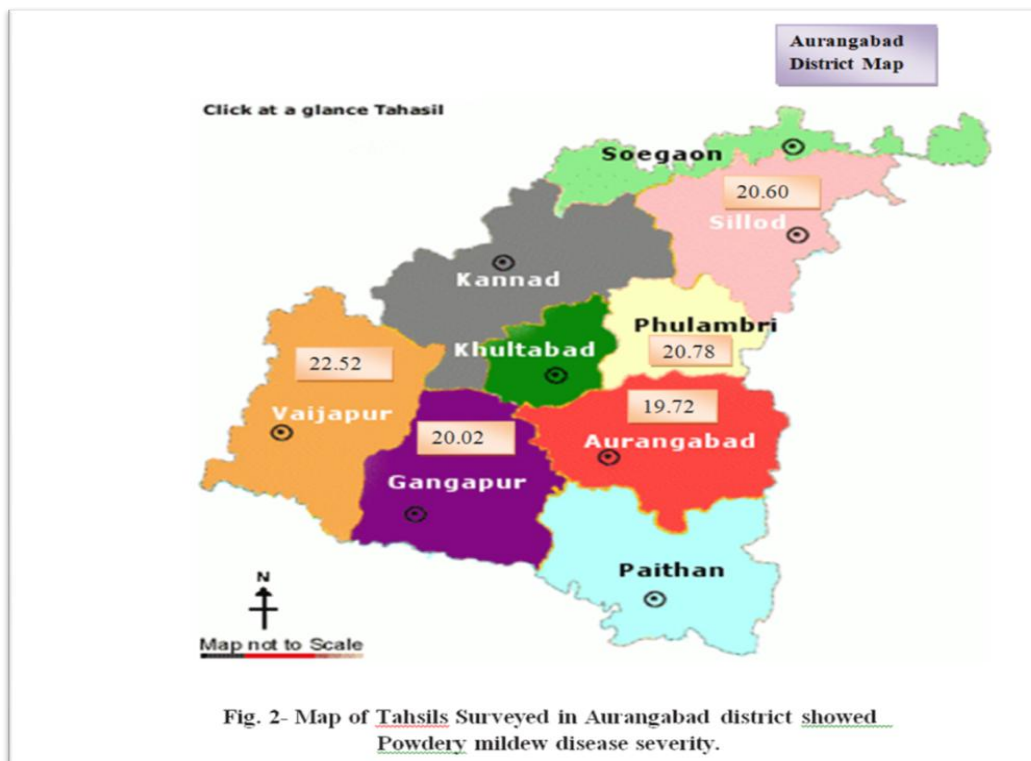 Aurangabad
District Map
Click at a glance Tahasil
Soegaon
20.60
Sillod
Kannad
Phulambri
Khultabad
20.78
22.52
19.72
Vaijapur
20.02
Aurangabad
Gangapur
Paithan
N
Map not to Scale
Fig. 2- Map of Tahsils Surveyed in Aurangabad district showed
Powdery mildew disease severity.